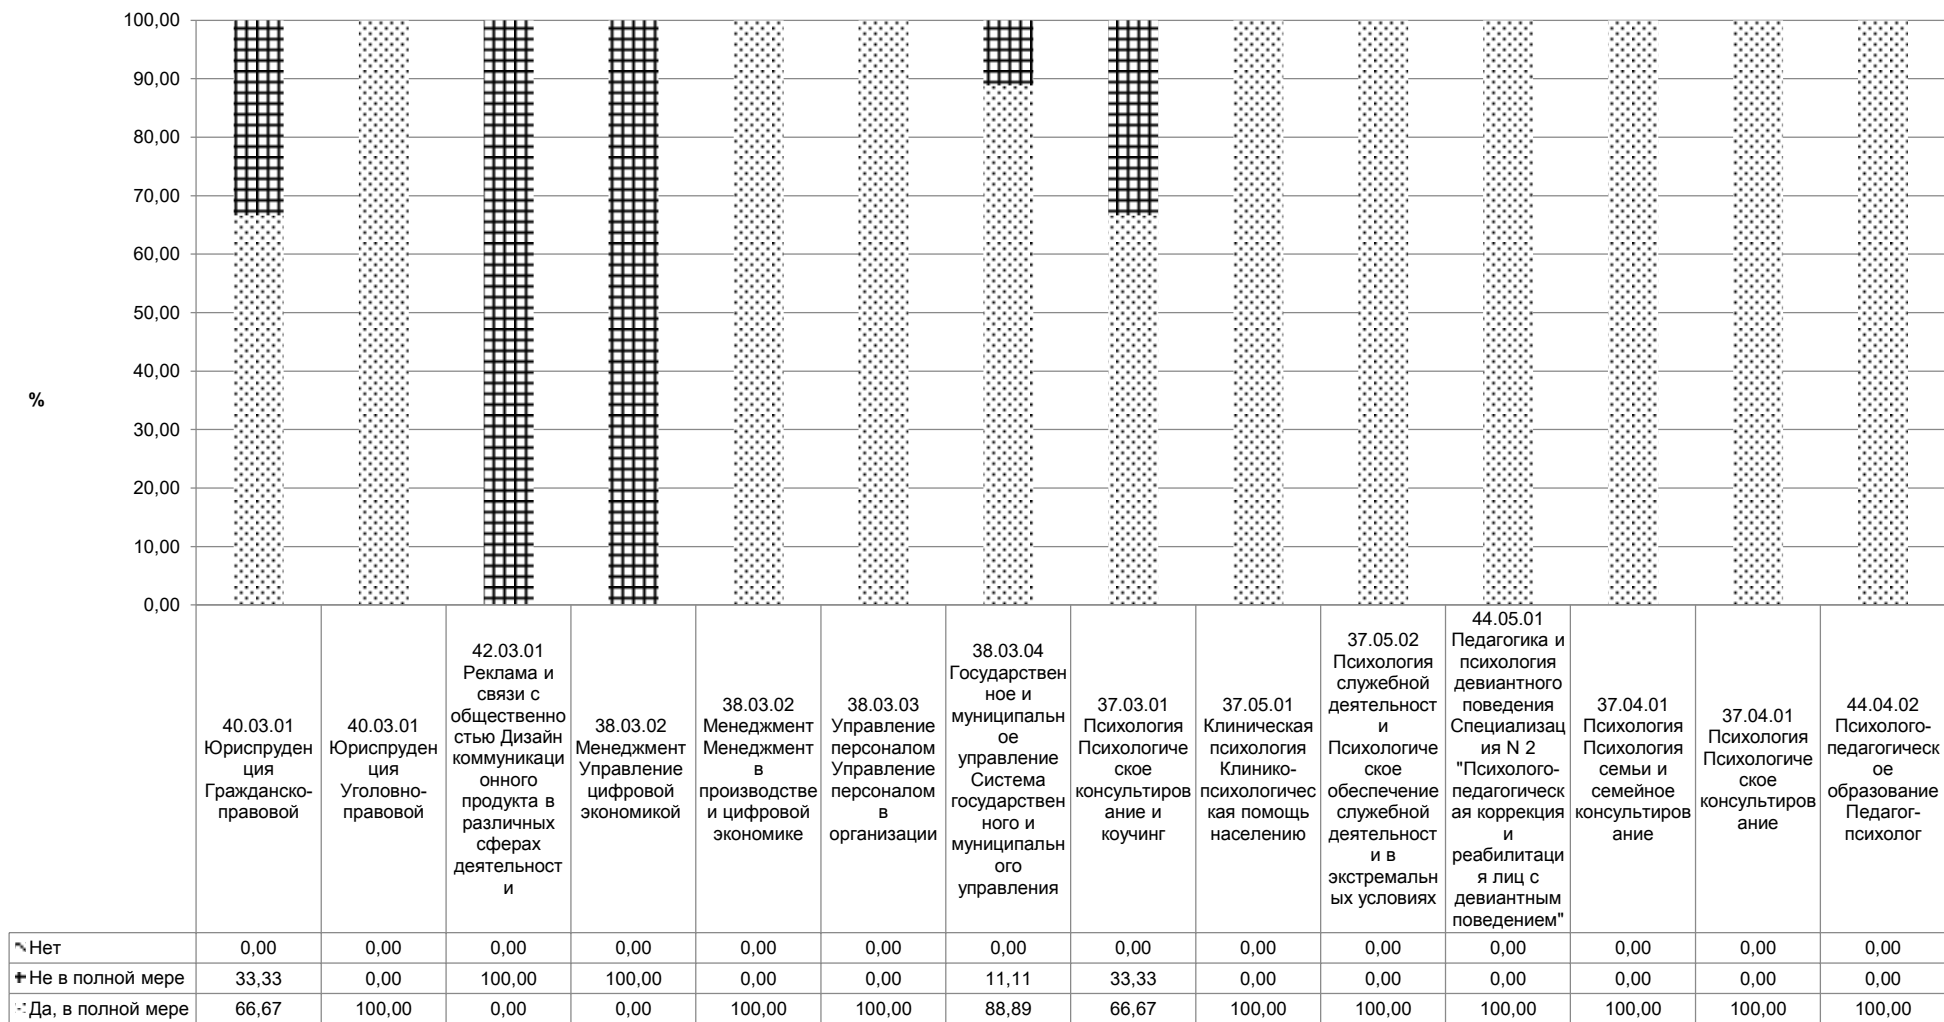 100,00
90,00
80,00
70,00
60,00
50,00
40,00
30,00
20,00
10,00
0,00
%
40.03.01
Юриспруден
ция
Гражданско-
правовой
40.03.01
Юриспруден
ция
Уголовно-
правовой
42.03.01
Реклама и
связи с
общественно
стью Дизайн
коммуникаци
онного
продукта в
различных
сферах
деятельност
и
38.03.02
Менеджмент
Управление
цифровой
экономикой
38.03.02
Менеджмент
Менеджмент
в
производстве
и цифровой
экономике
38.03.03
Управление
персоналом
Управление
персоналом
в
организации
38.03.04
Государствен
ное и
муниципальн
ое
управление
Система
государствен
ного и
муниципальн
ого
управления
37.03.01
Психология
Психологиче
ское
консультиров
ание и
коучинг
37.05.01
Клиническая
психология
Клинико-
психологичес
кая помощь
населению
37.05.02
Психология
служебной
деятельност
и
Психологиче
ское
обеспечение
служебной
деятельност
и в
экстремальн
ых условиях
44.05.01
Педагогика и
психология
девиантного
поведения
Специализац
ия N 2
"Психолого-
педагогическ
ая коррекция
и
реабилитаци
я лиц с
девиантным
поведением"
37.04.01
Психология
Психология
семьи и
семейное
консультиров
ание
37.04.01
Психология
Психологиче
ское
консультиров
ание
44.04.02
Психолого-
педагогическ
ое
образование
Педагог-
психолог
Нет 0,00 0,00 0,00 0,00 0,00 0,00 0,00 0,00 0,00 0,00 0,00 0,00 0,00 0,00
Не в полной мере 33,33 0,00 100,00 100,00 0,00 0,00 11,11 33,33 0,00 0,00 0,00 0,00 0,00 0,00
Да, в полной мере 66,67 100,00 0,00 0,00 100,00 100,00 88,89 66,67 100,00 100,00 100,00 100,00 100,00 100,00